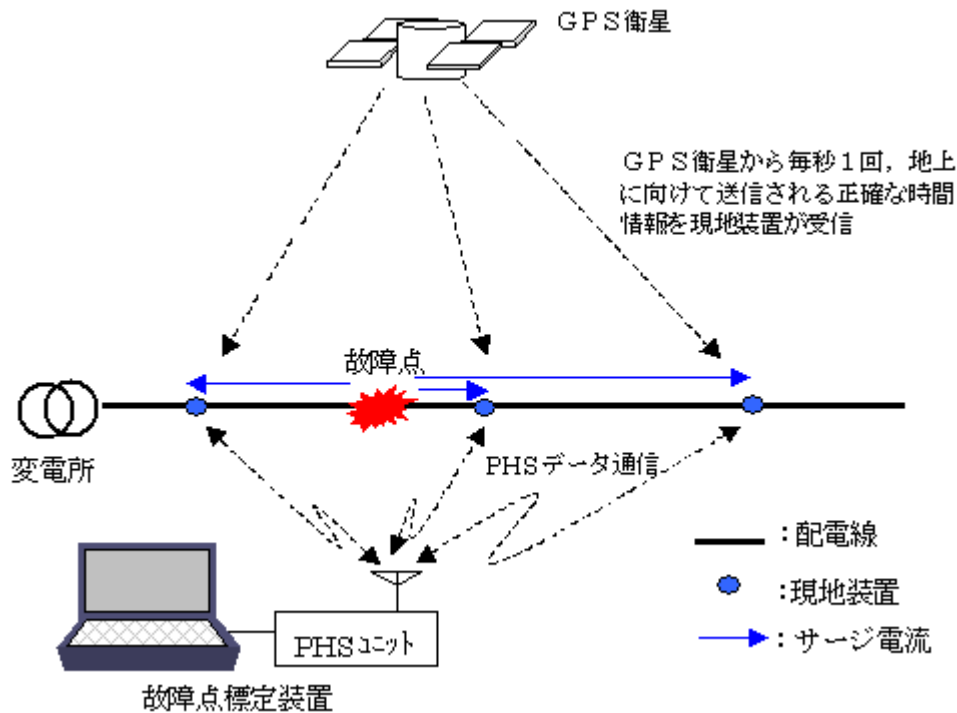 GPS衛星
GPS衛星から毎秒1回,地上
に向けて送信される正確な時間
情報を現地装置が受信
故障点
変電所
PHSデータ通信
:配電線
:現地装置
:サージ電流
PHSユニット
故障点標定装置